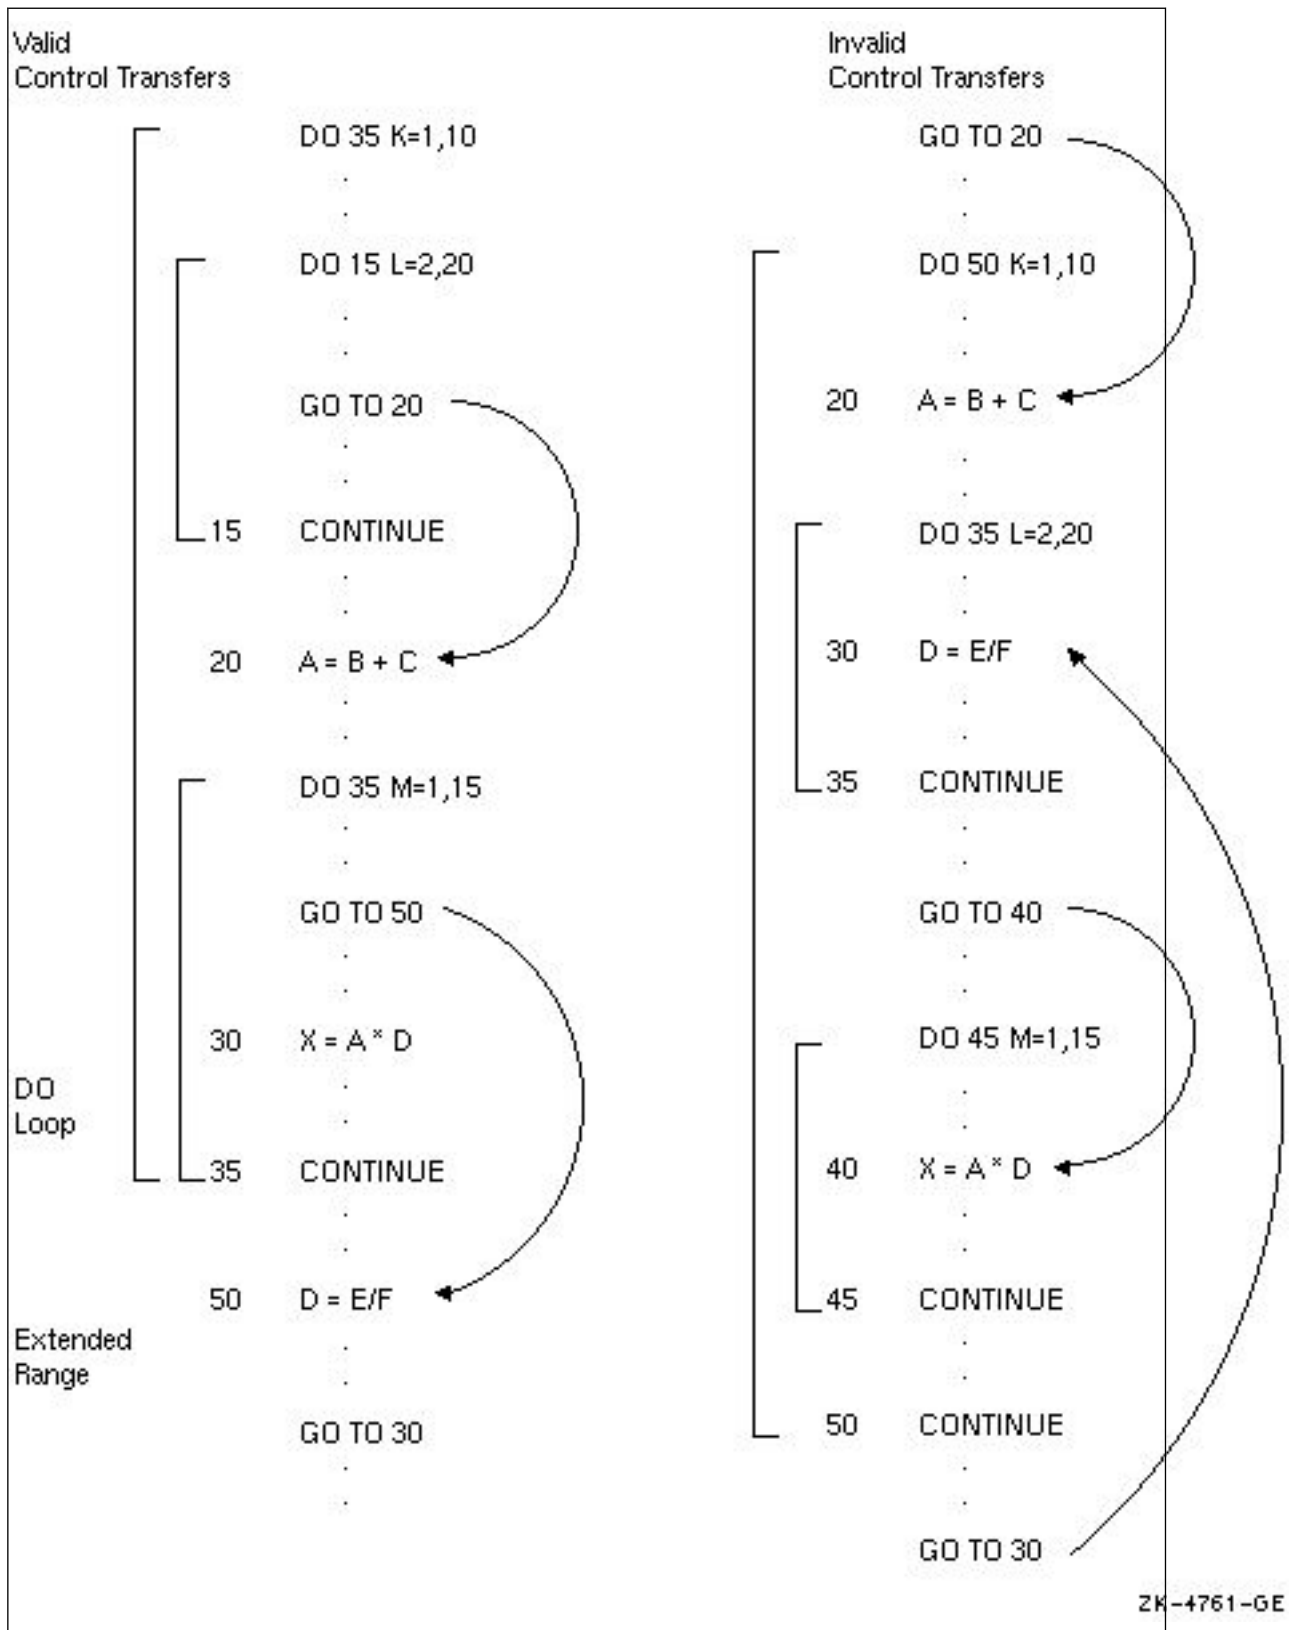 Valid
Control Transfers
DO 35 K=1,10
DO 15 L=2,20
GO TO 20
15 CONTINUE
20 A = B + C
DO 35 M=1,15
GO TO 50
30 X = A * D
DO
Loop
35 CONTINUE
50 D = E/F
Extended
Range
GO TO 30
Invalid
Control Transfers
GO TO 20
DO 50 K=1,10
20 A = B + C
DO 35 L=2,20
30 D = E/F
35 CONTINUE
GO TO 40
DO 45 M=1,15
40 X = A * D
45 CONTINUE
50 CONTINUE
GO TO 30
ZK-4761-GE